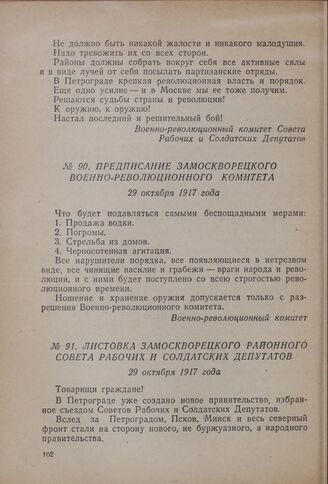 Не должно быть никакой жалости и никакого малодушия.
Надо тревожить их со всех сторон.
Районы должны собрать вокруг себя все активные силы
и в виде лучей от себя посылать партизанские отряды.
В Петрограде крепкая революционная власть и порядок.
Еще одно усилие — и в Москве мы ее тоже получим.
Решаются судьбы страны и революции!
К оружию, к оружию!
Настал последний и решительный бой!
Военно-революционный комитет Совета
Рабочих и Солдатских Депутатов
№ 90. ПРЕДПИСАНИЕ ЗАМОСКВОРЕЦКОГО
ВОЕННО-РЕВОЛЮЦИОННОГО КОМИТЕТА
29 октября 1917 года
Что будет подавляться самыми беспощадными мерами:
1. Продажа водки.
2. Погромы.
3. Стрельба из домов.
4. Черносотенная агитация.
Все нарушители порядка, все появляющиеся в нетрезвом
виде, все чинящие насилие и грабежи — враги народа и рево-
люции, и с ними будет поступлено со всею строгостью рево-
люционного времени.
Ношение и хранение оружия допускается только с раз-
решения Военно-революционного комитета.
Военно-революционный комитет
№ 91. ЛИСТОВКА ЗАМОСКВОРЕЦКОГО РАЙОННОГО
СОВЕТА РАБОЧИХ И СОЛДАТСКИХ ДЕПУТАТОВ
29 октября 1917 года
Товарищи граждане!
В Петрограде уже создано новое правительство, избран-
ное съездом Советов Рабочих и Солдатских Депутатов.
Вслед за Петроградом, Псков, Минск и весь северный
фронт стали на сторону нового, не буржуазного, а народного
правительства.
102